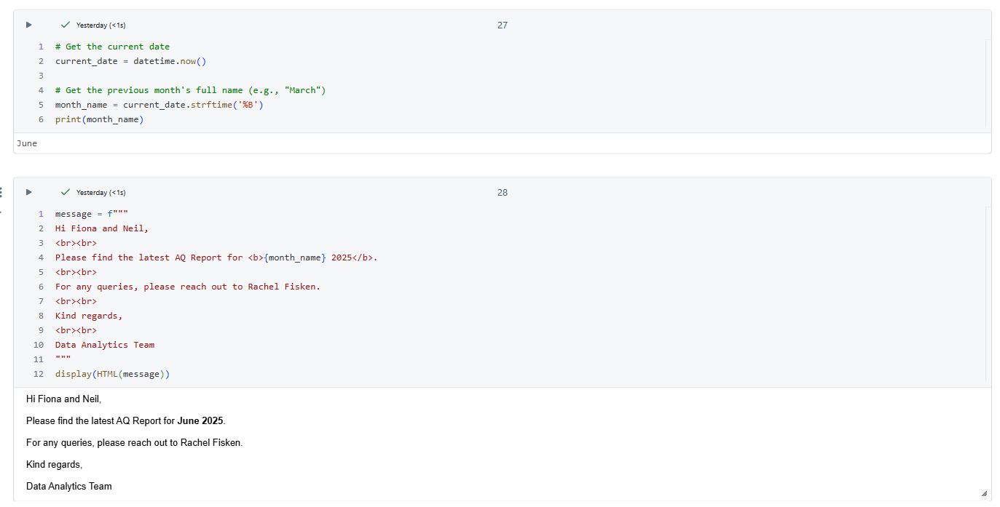 Yesterday (<1s)
27
1 # Get the current date
2 current_date = datetime.now()
3
4 # Get the previous month's full name (e.g., "March")
5 month_name = current_date.strftime('%B')
6 print(month_name)
June
Yesterday (<1s)
28
1 message = f"""
2 Hi Fiona and Neil,
3 <br><br>
4 Please find the latest AQ Report for <b>{month_name} 2025</b>.
5 <br><br>
6 For any queries, please reach out to Rachel Fisken.
7 <br><br>
8 Kind regards,
9 <br><br>
10 Data Analytics Team
11 """
12 display(HTML(message))
Hi Fiona and Neil,
Please find the latest AQ Report for June 2025.
For any queries, please reach out to Rachel Fisken.
Kind regards,
Data Analytics Team